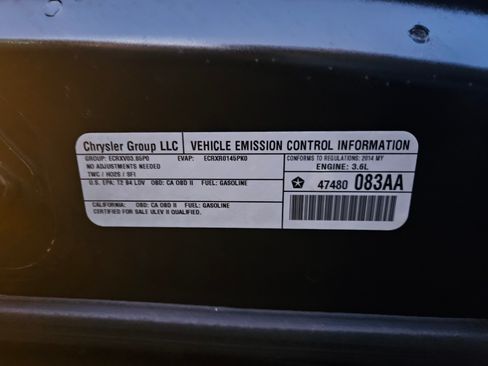 Chrysler Group LLC
VEHICLE EMISSION CONTROL INFORMATION
GROUP: ECRXV03.65P0 EVAP: ECRXR0145PK0
NO ADJUSTMENTS NEEDED
TWC / HO2S / SFI
U.S. EPA: T2 B4 LDV OBD: CA OBD II FUEL: GASOLINE
CALIFORNIA: OBD: CA OBD II FUEL: GASOLINE
CERTIFIED FOR SALE ULEV II QUALIFIED.
CONFORMS TO REGULATIONS: 2014 MY
ENGINE: 3.6L
47480 083AA